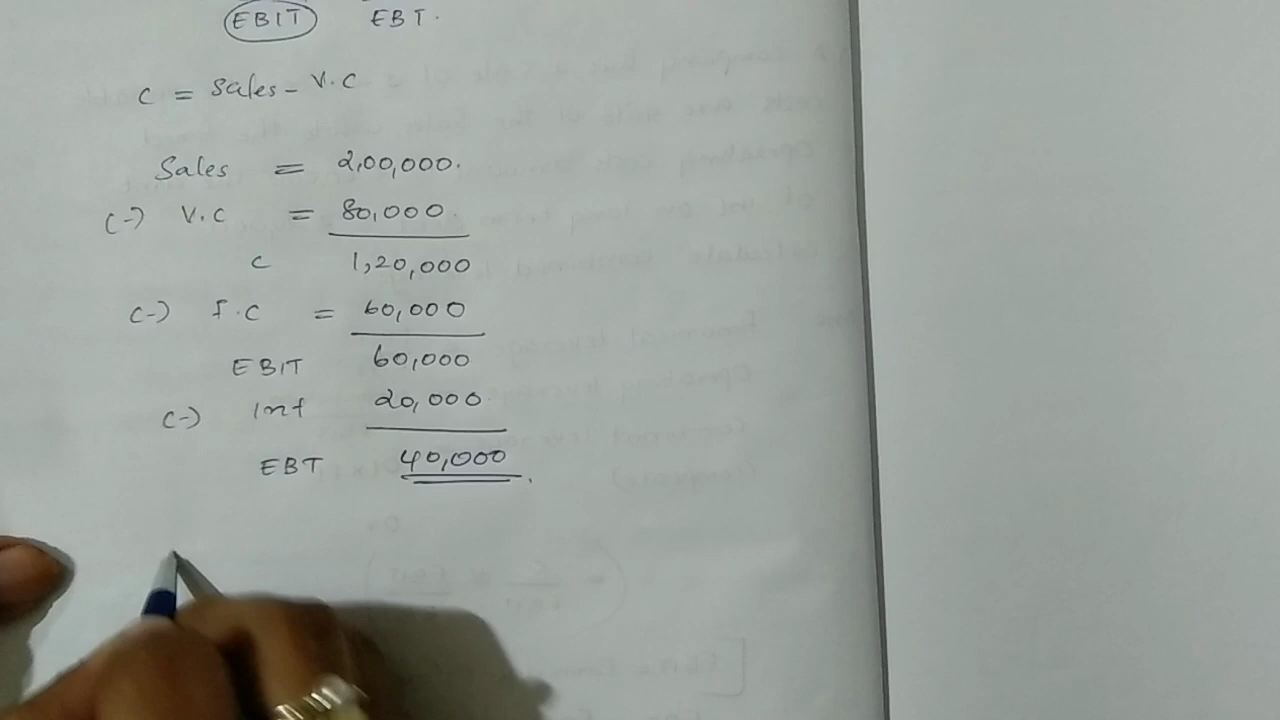 EBIT EBT.
C = Sales - V.C
Sales = 2,00,000.
(-) V.C = 80,000.
C 1,20,000
(-) F.C = 60,000
EBIT 60,000
(-) Int 20,000
EBT 40,000.